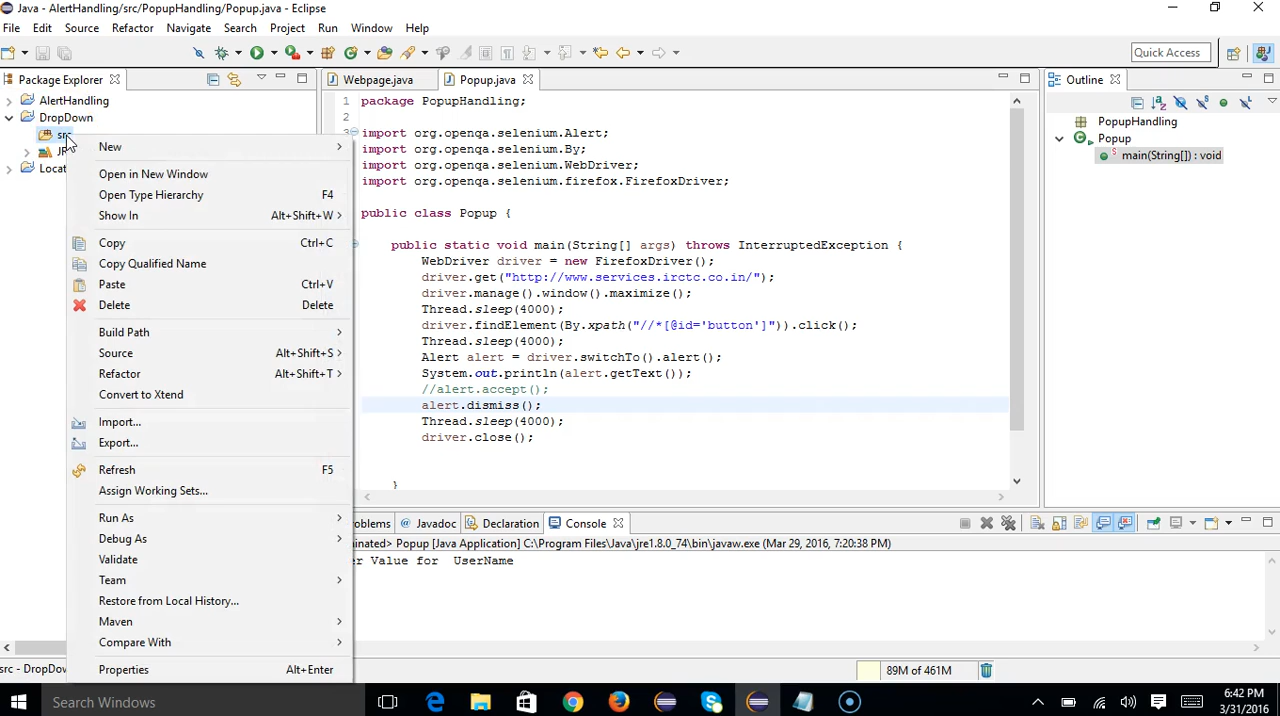 Java - AlertHandling/src/PopupHandling/Popup.java - Eclipse
File Edit Source Refactor Navigate Search Project Run Window Help
Quick Access
Package Explorer
AlertHandling
DropDown
src
New
Open in New Window
Open Type Hierarchy F4
Show In Alt+Shift+W
Copy Ctrl+C
Copy Qualified Name
Paste Ctrl+V
Delete Delete
Build Path
Source Alt+Shift+S
Refactor Alt+Shift+T
Convert to Xtend
Import...
Export...
Refresh F5
Assign Working Sets...
Run As
Debug As
Validate
Team
Restore from Local History...
Maven
Compare With
Properties Alt+Enter
Webpage.java Popup.java
1 package PopupHandling;
2
3 import org.openqa.selenium.Alert;
import org.openqa.selenium.By;
import org.openqa.selenium.WebDriver;
import org.openqa.selenium.firefox.FirefoxDriver;
public class Popup {
public static void main(String[] args) throws InterruptedException {
WebDriver driver = new FirefoxDriver();
driver.get("http://www.services.irctc.co.in/");
driver.manage().window().maximize();
Thread.sleep(4000);
driver.findElement(By.xpath("//*[@id='button']")).click();
Thread.sleep(4000);
Alert alert = driver.switchTo().alert();
System.out.println(alert.getText());
//alert.accept();
alert.dismiss();
Thread.sleep(4000);
driver.close();
}
Outline
PopupHandling
Popup
main(String[]) : void
roblems Javadoc Declaration Console
minated> Popup [Java Application] C:\Program Files\Java\jre1.8.0_74\bin\javaw.exe (Mar 29, 2016, 7:20:38 PM)
er Value for UserName
src - DropDow
89M of 461M
Search Windows
6:42 PM
3/31/2016